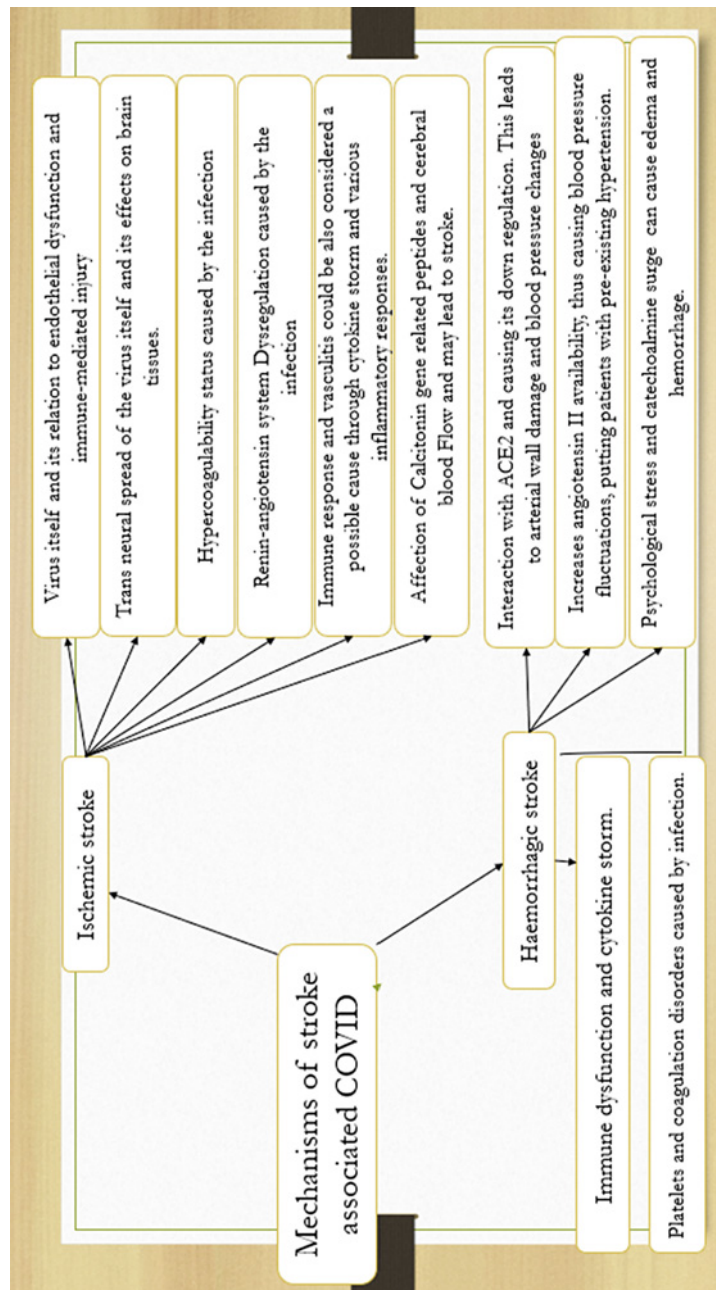 Mechanisms of stroke
associated COVID
Ischemic stroke
Virus itself and its relation to endothelial dysfunction and
immune-mediated injury
Trans neural spread of the virus itself and its effects on brain
tissues.
Hypercoagulability status caused by the infection
Renin-angiotensin system Dysregulation caused by the
infection
Immune response and vasculitis could be also considered a
possible cause through cytokine storm and various
inflammatory responses.
Affection of Calcitonin gene related peptides and cerebral
blood Flow and may lead to stroke.
Haemorrhagic stroke
Interaction with ACE2 and causing its down regulation. This leads
to arterial wall damage and blood pressure changes
Increases angiotensin II availability, thus causing blood pressure
fluctuations, putting patients with pre-existing hypertension.
Psychological stress and catechoalmine surge can cause edema and
hemorrhage.
Immune dysfunction and cytokine storm.
Platelets and coagulation disorders caused by infection.